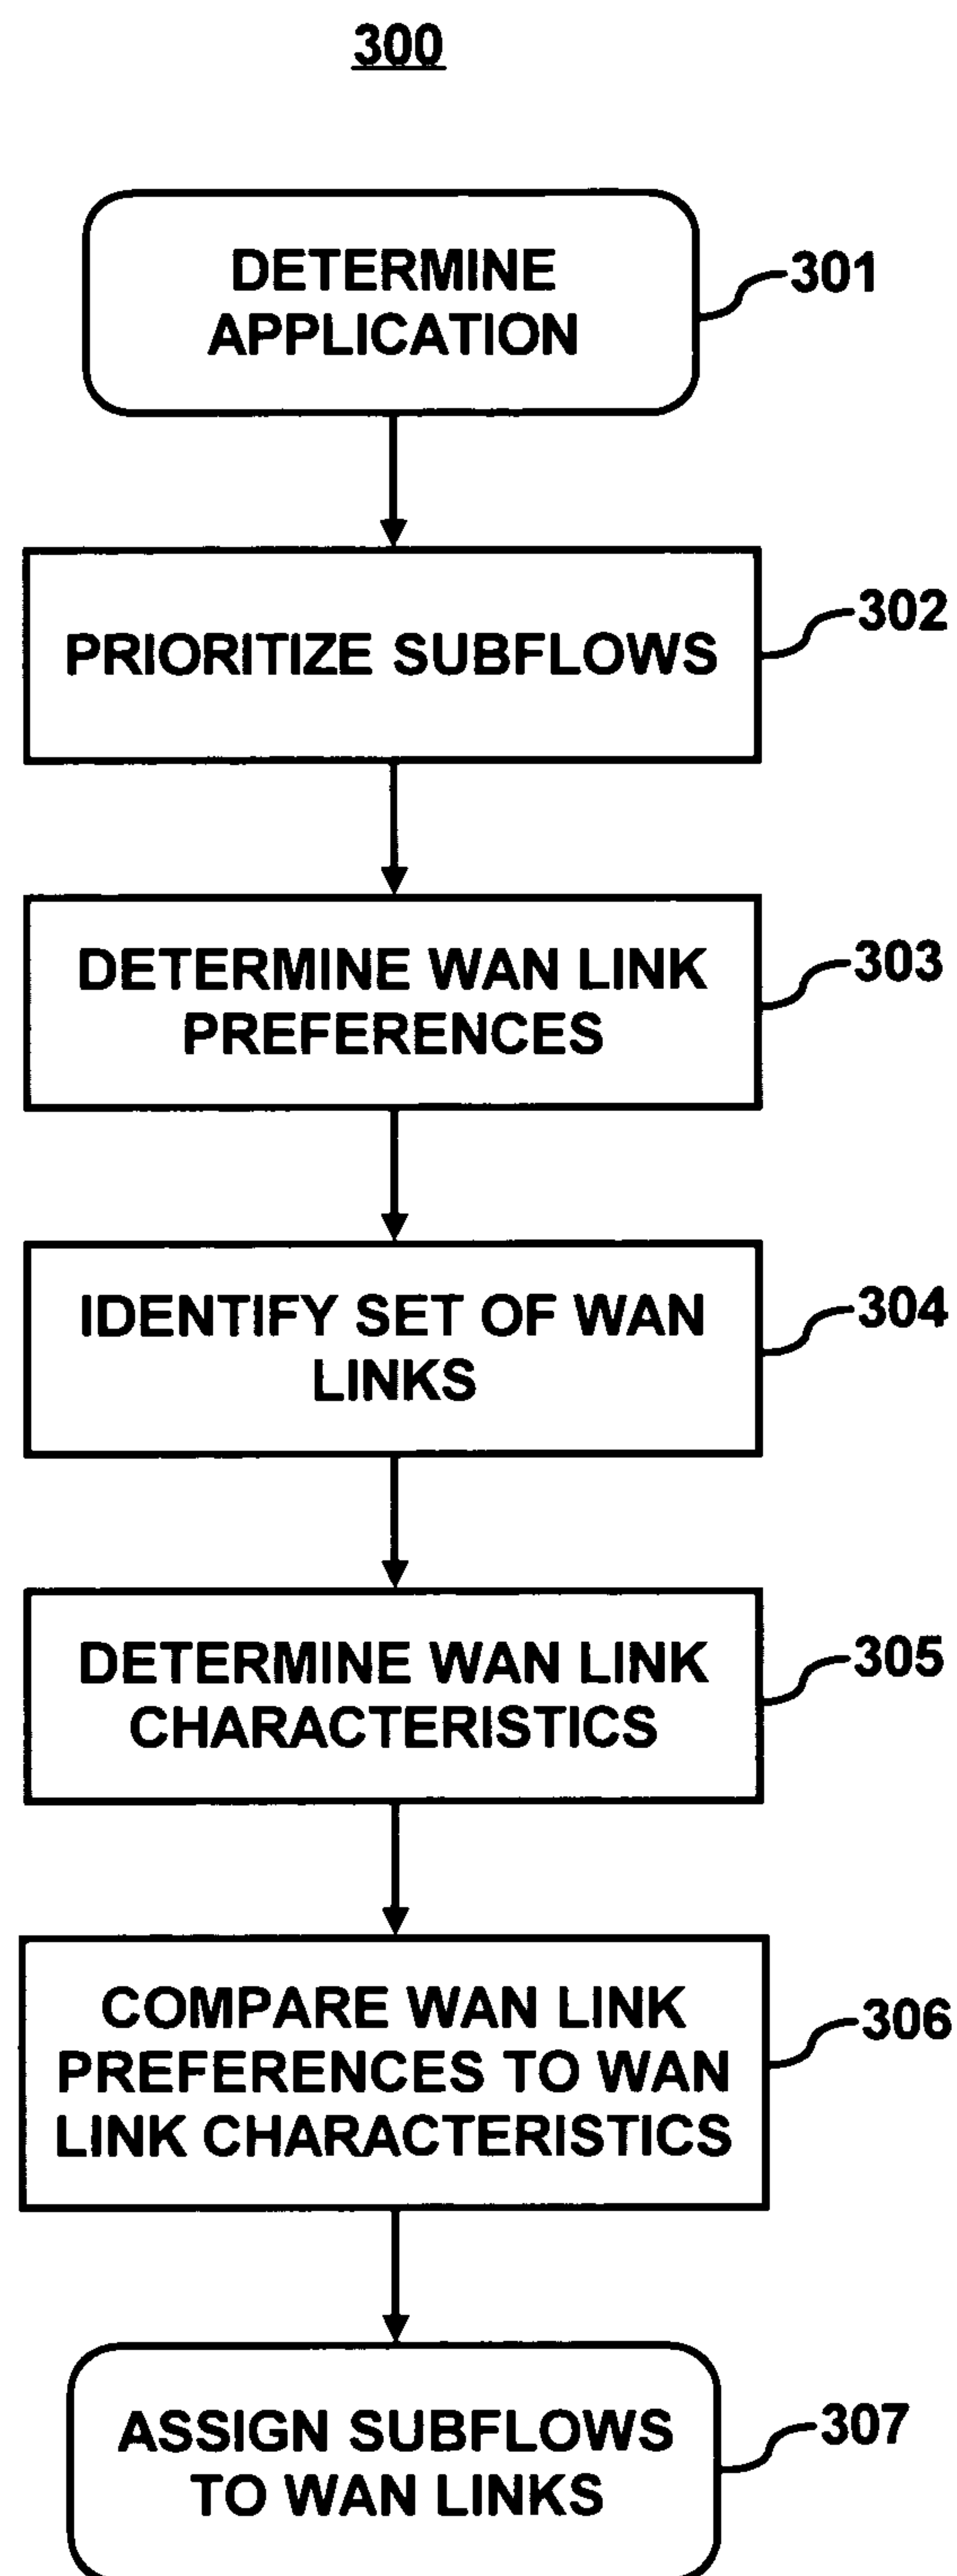 300
DETERMINE
APPLICATION
301
PRIORITIZE SUBFLOWS
302
DETERMINE WAN LINK
PREFERENCES
303
IDENTIFY SET OF WAN
LINKS
304
DETERMINE WAN LINK
CHARACTERISTICS
305
COMPARE WAN LINK
PREFERENCES TO WAN
LINK CHARACTERISTICS
306
ASSIGN SUBFLOWS
TO WAN LINKS
307